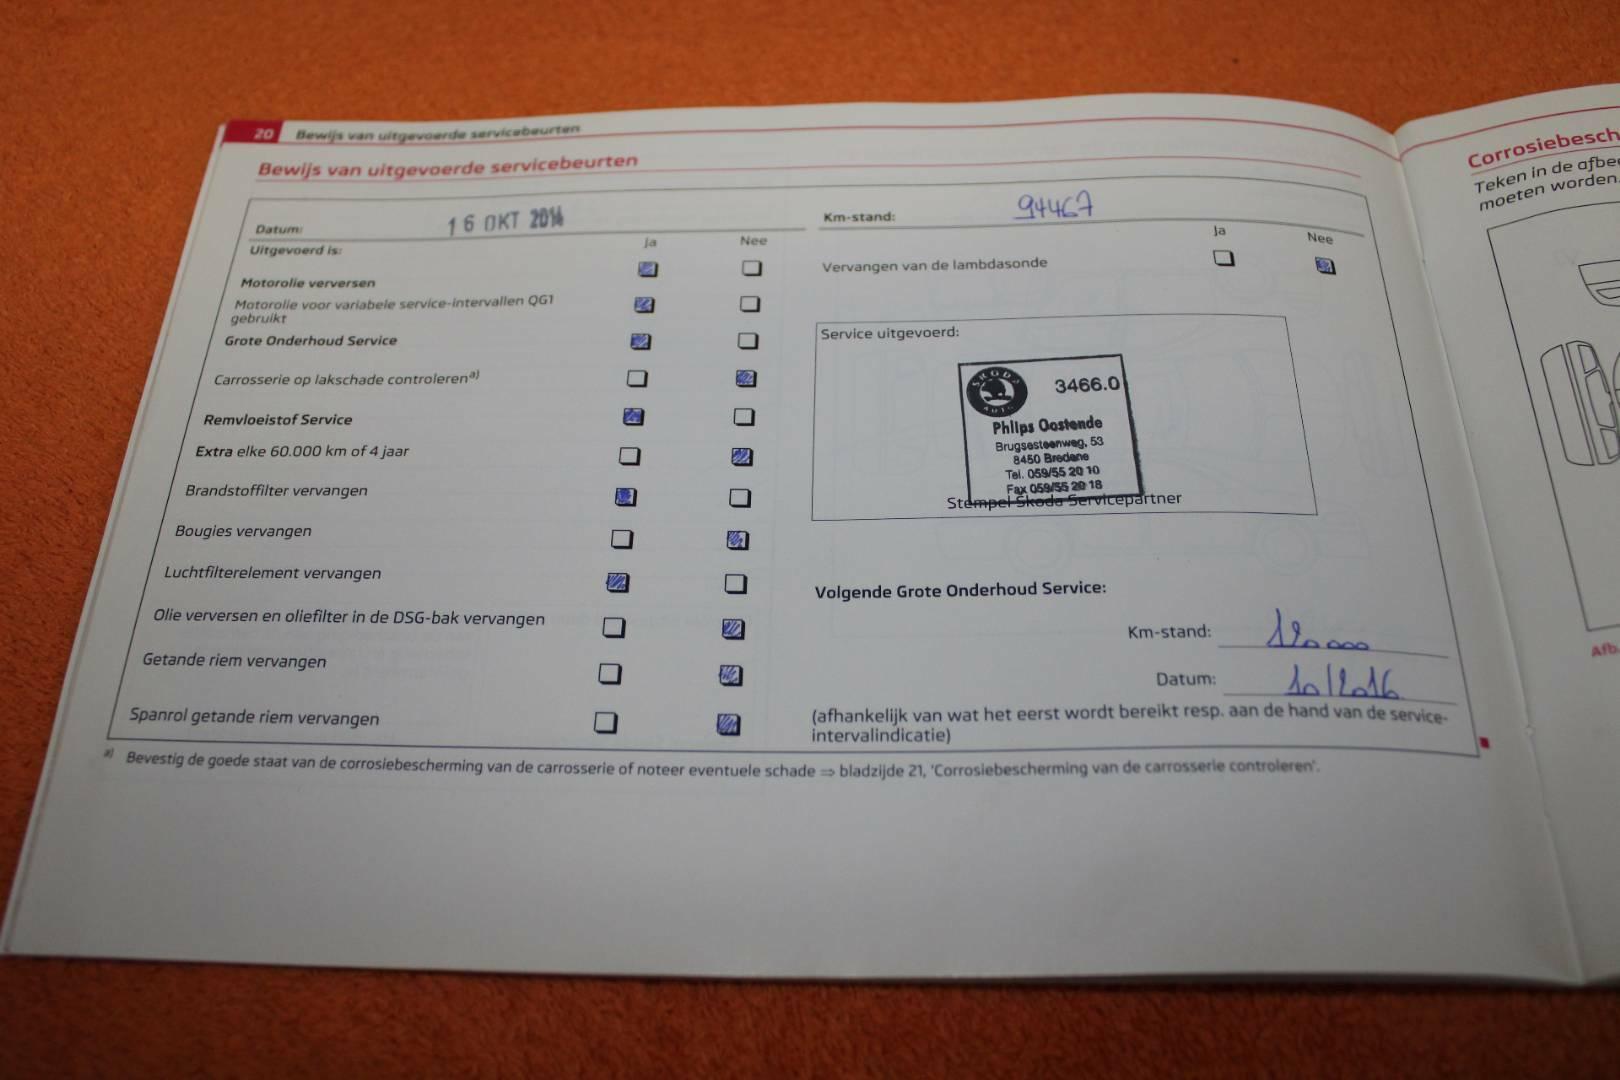 20 Bewijs van uitgevoerde servicebeurten
Bewijs van uitgevoerde servicebeurten
Datum: 16 OKT 2014
Uitgevoerd is: Ja Nee
Motorolie verversen
Motorolie voor variabele service-intervallen QG1
gebruikt
Grote Onderhoud Service
Carrosserie op lakschade controleren a)
Remvloeistof Service
Extra elke 60.000 km of 4 jaar
Brandstoffilter vervangen
Bougies vervangen
Luchtfilterelement vervangen
Olie verversen en oliefilter in de DSG-bak vervangen
Getande riem vervangen
Spanrol getande riem vervangen
Km-stand: 94467
Ja Nee
Vervangen van de lambdasonde
Service uitgevoerd:
SKODA
AUTO
3466.0
Philps Oostende
Brugsesteenweg, 53
8450 Bredene
Tel. 059/55 20 10
Fax 059/55 20 18
Stempel Skoda Servicepartner
Volgende Grote Onderhoud Service:
Km-stand: 120000
Datum: 10/2016
(afhankelijk van wat het eerst wordt bereikt resp. aan de hand van de service-
intervalindicatie)
a) Bevestig de goede staat van de corrosiebescherming van de carrosserie of noteer eventuele schade ⇒ bladzijde 21, 'Corrosiebescherming van de carrosserie controleren'.
Corrosiebesch
Teken in de afbee
moeten worden.
Afb.